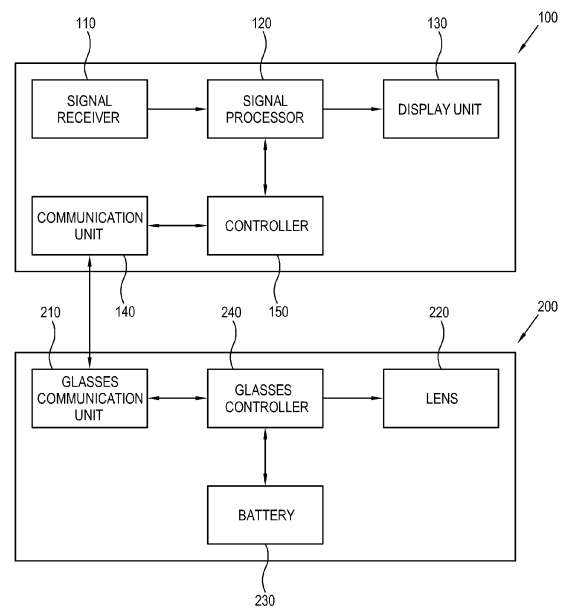 110
120
130
100
SIGNAL
RECEIVER
SIGNAL
PROCESSOR
DISPLAY UNIT
COMMUNICATION
UNIT
CONTROLLER
140
150
210
240
220
200
GLASSES
COMMUNICATION
UNIT
GLASSES
CONTROLLER
LENS
BATTERY
230